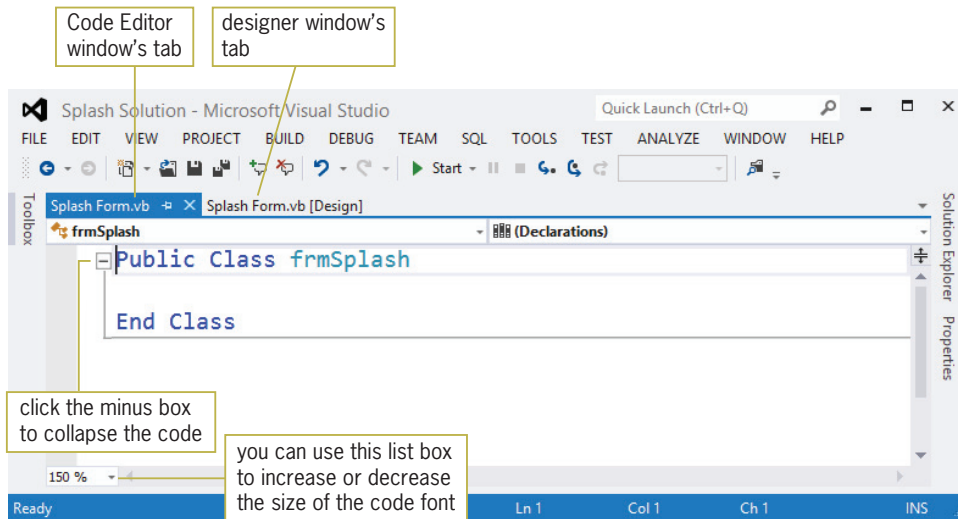 Code Editor
window's tab
designer window's
tab
Splash Solution - Microsoft Visual Studio
Quick Launch (Ctrl+Q)
FILE EDIT VIEW PROJECT BUILD DEBUG TEAM SQL TOOLS TEST ANALYZE WINDOW HELP
Start
Toolbox
Splash Form.vb
Splash Form.vb [Design]
Solution Explorer
Properties
frmSplash
(Declarations)
Public Class frmSplash
End Class
click the minus box
to collapse the code
you can use this list box
to increase or decrease
the size of the code font
150 %
Ready Ln 1 Col 1 Ch 1 INS